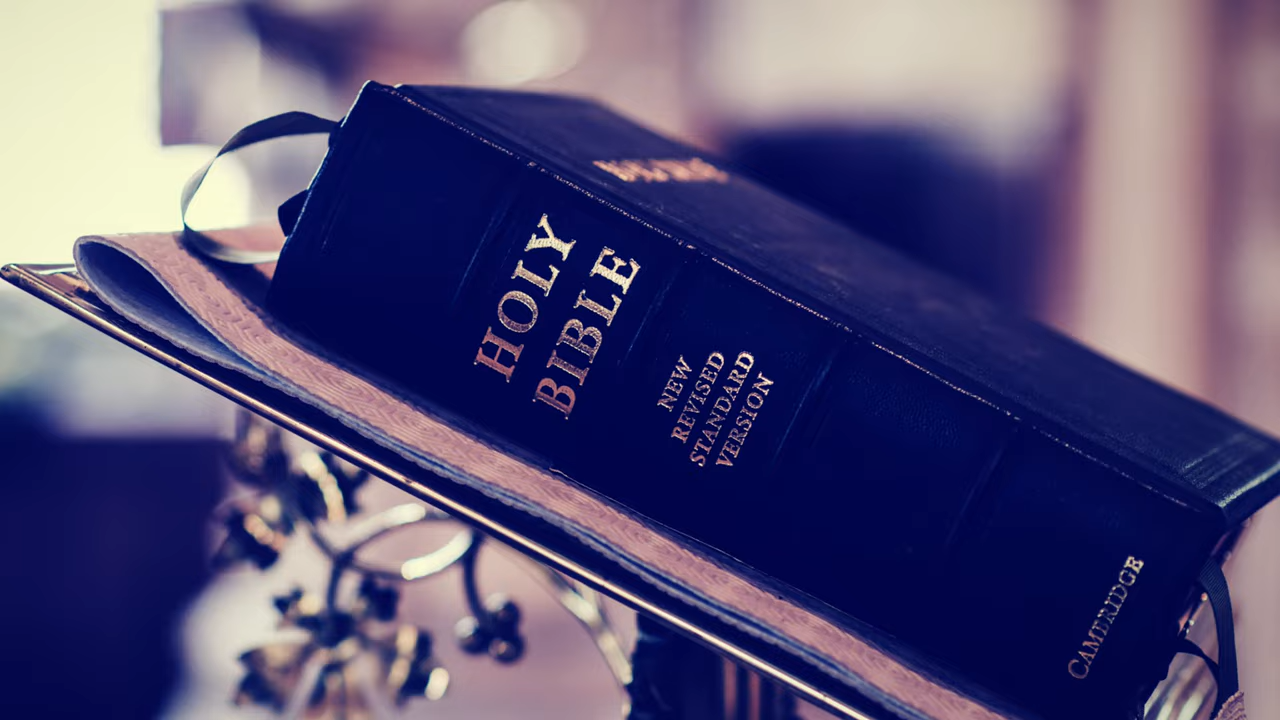 HOLY
BIBLE
NEW
REVISED
STANDARD
VERSION
CAMBRIDGE